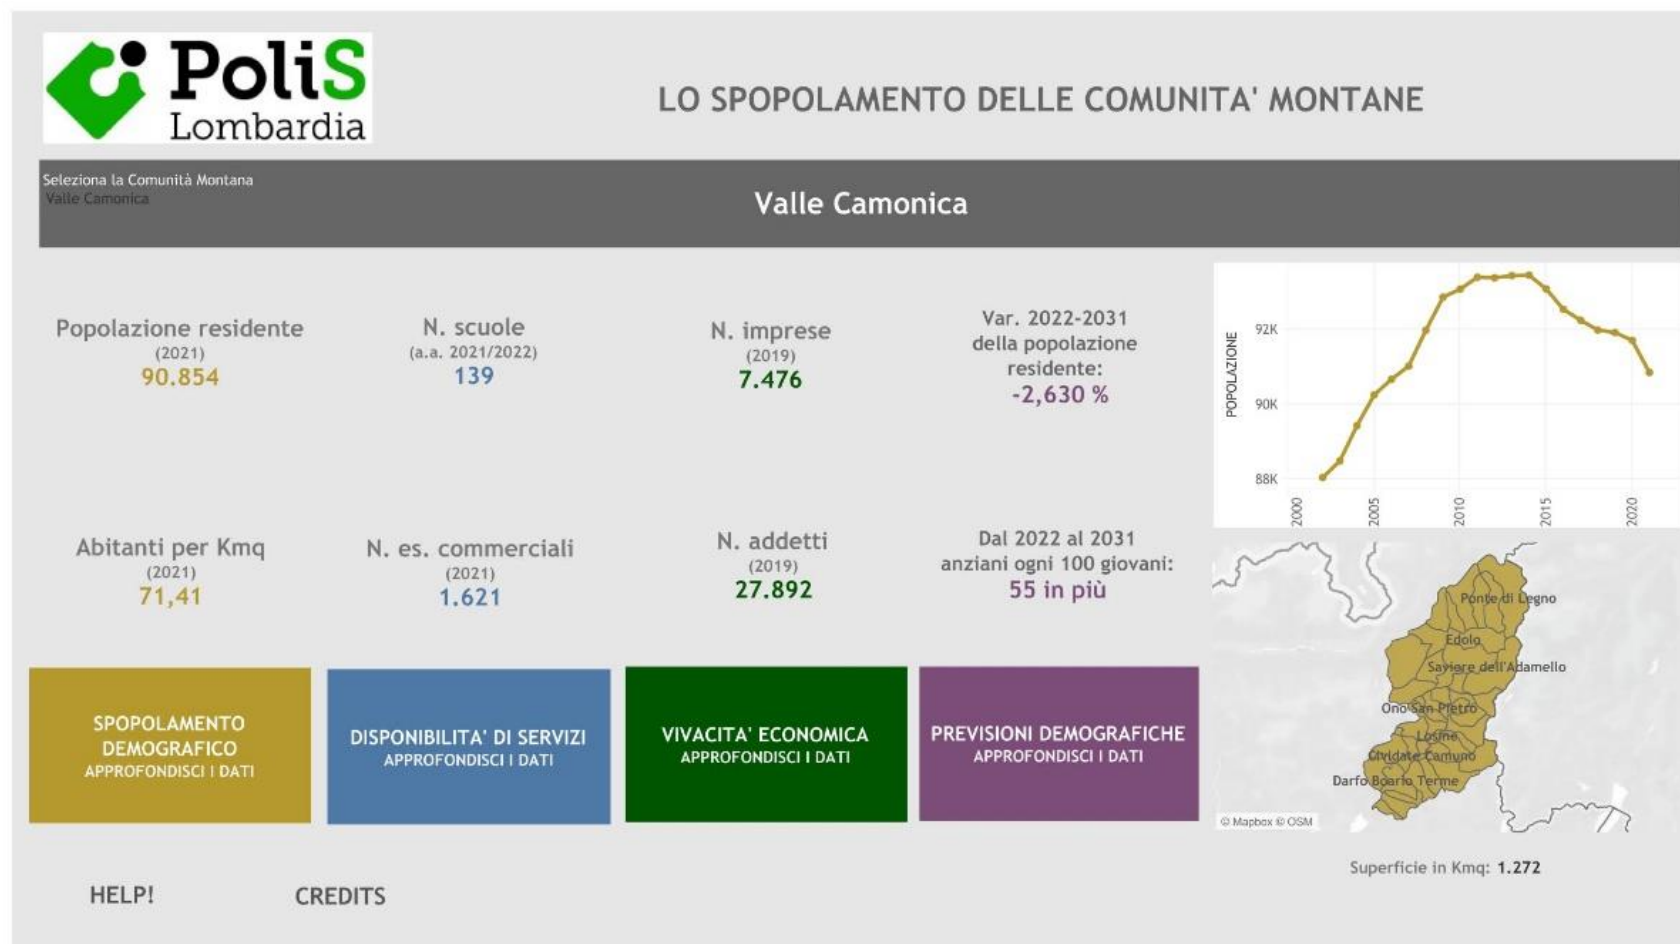 PoliS
Lombardia
LO SPOPOLAMENTO DELLE COMUNITA' MONTANE
Seleziona la Comunità Montana
Valle Camonica
Valle Camonica
Popolazione residente
(2021)
90.854
N. scuole
(a.a. 2021/2022)
139
N. imprese
(2019)
7.476
Var. 2022-2031
della popolazione
residente:
-2,630 %
POPOLAZIONE
92K
90K
88K
2000
2005
2010
2015
2020
Abitanti per Kmq
(2021)
71,41
N. es. commerciali
(2021)
1.621
N. addetti
(2019)
27.892
Dal 2022 al 2031
anziani ogni 100 giovani:
55 in più
Ponte di Legno
Edolo
Saviore dell'Adamello
Ono San Pietro
Losine
Cividate Camuno
Darfo Boario Terme
© Mapbox © OSM
SPOPOLAMENTO
DEMOGRAFICO
APPROFONDISCI I DATI
DISPONIBILITA' DI SERVIZI
APPROFONDISCI I DATI
VIVACITA' ECONOMICA
APPROFONDISCI I DATI
PREVISIONI DEMOGRAFICHE
APPROFONDISCI I DATI
Superficie in Kmq: 1.272
HELP!
CREDITS